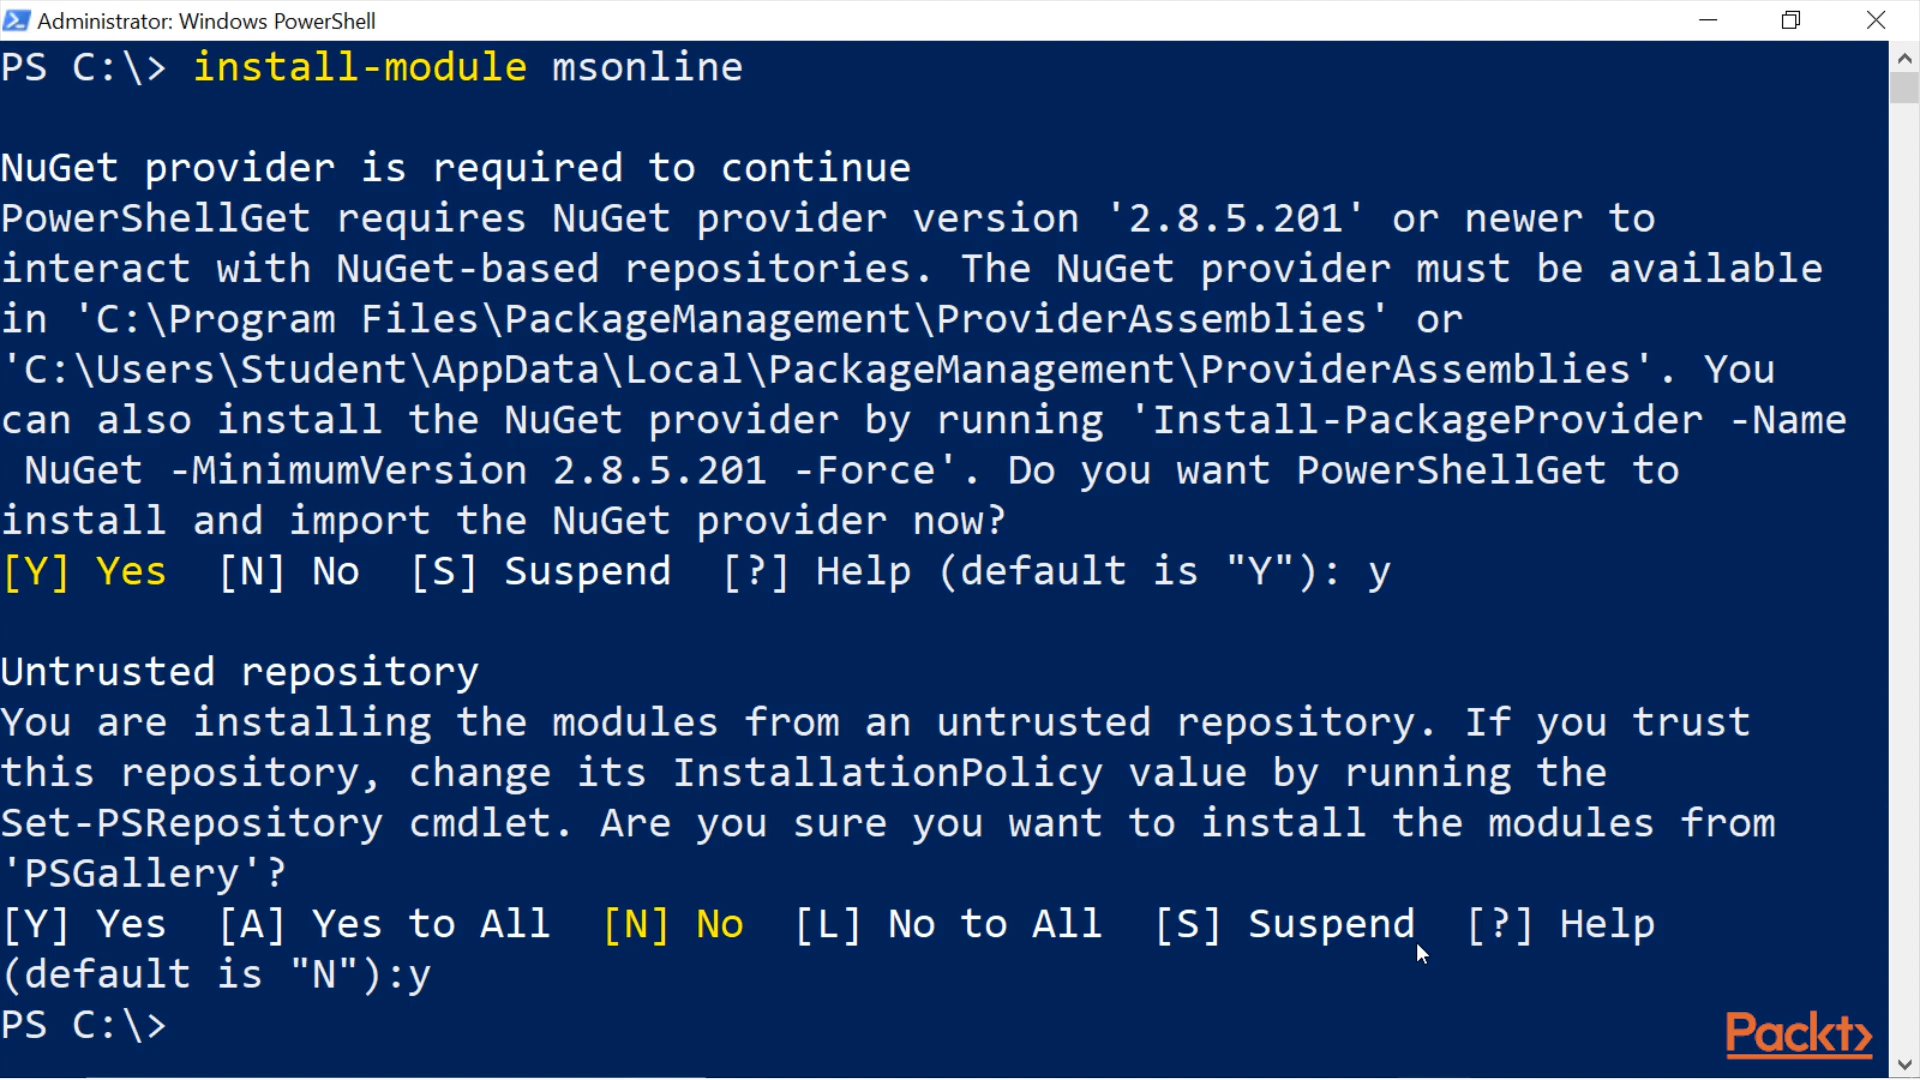 Administrator: Windows PowerShell
PS C:\> install-module msonline
NuGet provider is required to continue
PowerShellGet requires NuGet provider version '2.8.5.201' or newer to
interact with NuGet-based repositories. The NuGet provider must be available
in 'C:\Program Files\PackageManagement\ProviderAssemblies' or
'C:\Users\Student\AppData\Local\PackageManagement\ProviderAssemblies'. You
can also install the NuGet provider by running 'Install-PackageProvider -Name
NuGet -MinimumVersion 2.8.5.201 -Force'. Do you want PowerShellGet to
install and import the NuGet provider now?
[Y] Yes  [N] No  [S] Suspend  [?] Help (default is "Y"): y
Untrusted repository
You are installing the modules from an untrusted repository. If you trust
this repository, change its InstallationPolicy value by running the
Set-PSRepository cmdlet. Are you sure you want to install the modules from
'PSGallery'?
[Y] Yes  [A] Yes to All  [N] No  [L] No to All  [S] Suspend  [?] Help
(default is "N"):y
PS C:\>
Packt>